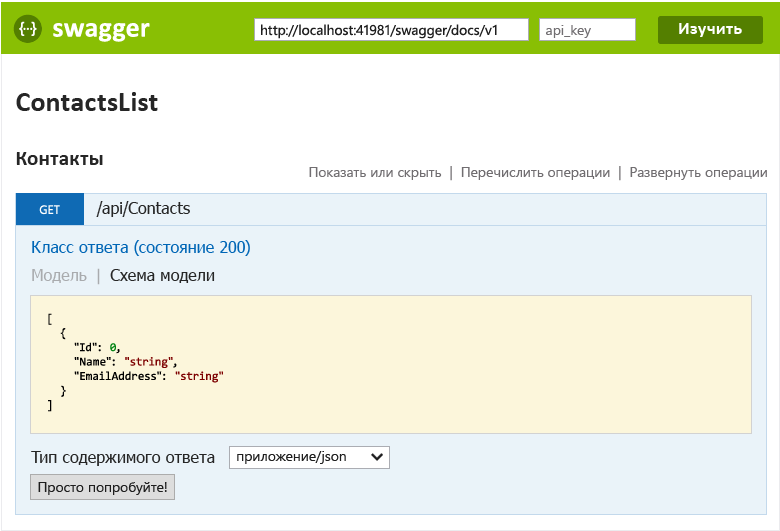 {··} swagger http://localhost:41981/swagger/docs/v1 api_key Изучить
ContactsList
Контакты
Показать или скрыть | Перечислить операции | Развернуть операции
GET /api/Contacts
Класс ответа (состояние 200)
Модель | Схема модели
[
{
"Id": 0,
"Name": "string",
"EmailAddress": "string"
}
]
Тип содержимого ответа приложение/json
Просто попробуйте!